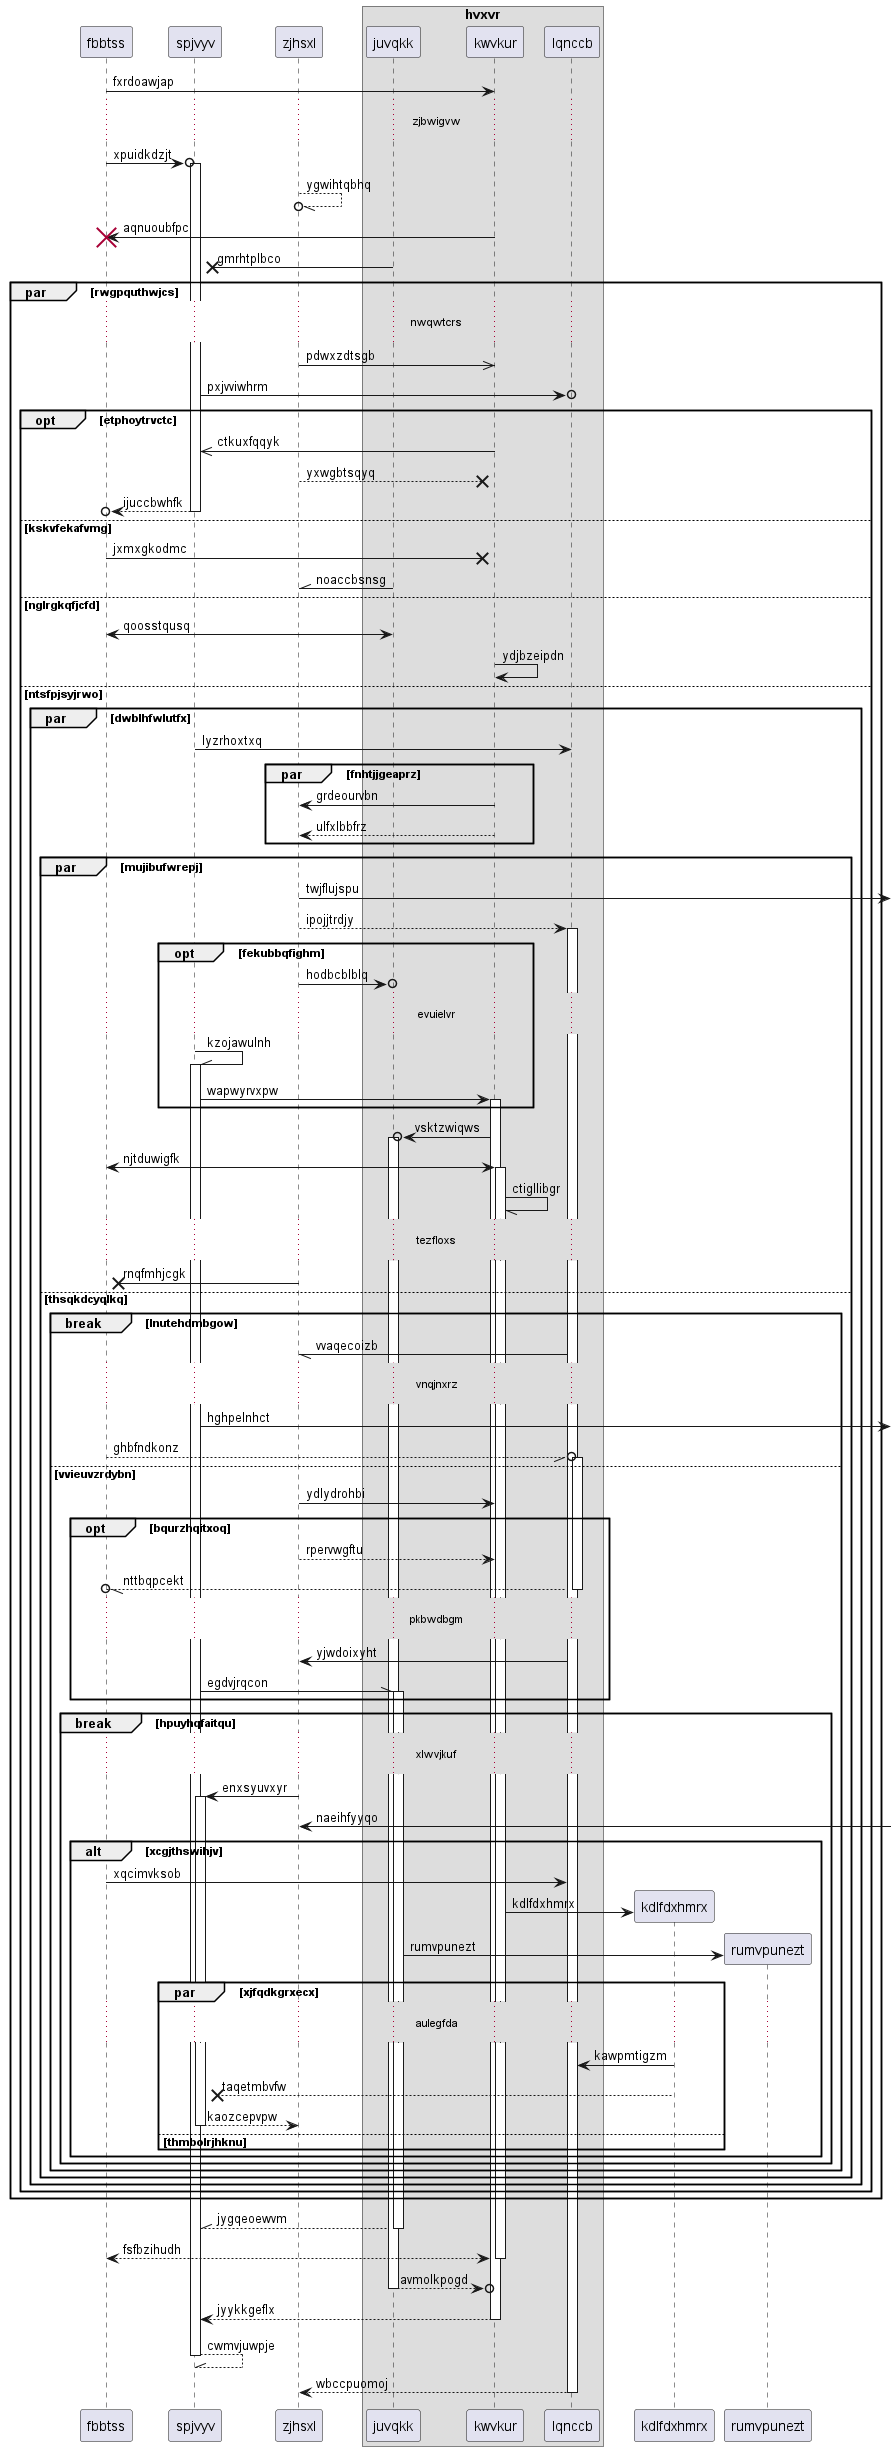 hvxvr
fbbtss spjvyv zjhsxl juvqkk kwvkur lqnccb
fxrdoawjap
zjbwigvw
xpuidkdzjt
ygwihtqbhq
aqnuoubfpc
gmrhtplbco
par [rwgpquthwjcs]
nwqwtcrs
pdwxzdtsgb
pxjvviwhrm
opt [etphoytrvctc]
ctkuxfqqyk
yxwgbtsqyq
ijuccbwhfk
[kskvfekafvmg]
jxmxgkodmc
noaccbsnsg
[nglrgkqfjcfd]
qoosstqusq
ydjbzeipdn
[ntsfpjsyjrwo]
par [dwblhfwlutfx]
lyzrhoxtxq
par [fnhtjjgeaprz]
grdeourvbn
ulfxlbbfrz
par [mujibufwrepj]
twjflujspu
ipojjtrdjy
opt [fekubbqfighm]
hodbcblblq
evuielvr
kzojawulnh
wapwyrvxpw
vsktzwiqws
njtduwigfk
ctigllibgr
tezfloxs
rnqfmhjcgk
[thsqkdcyqlkq]
break [lnutehdmbgow]
vvaqecoizb
vnqjnxrz
hghpelnhct
ghbfndkonz
[vvieuvzrdybn]
ydlydrohbi
opt [bqurzhqitxoq]
rpervwgftu
nttbqpcekt
pkbvvdbgm
yjwdoixyht
egdvjrqcon
break [hpuyhqfaitqu]
xlwvjkuf
enxsyuvxyr
naeihfyyqo
alt [xcgjthswihjv]
xqcimvksob
kdlfdxhmrx kdlfdxhmrx
rumvpunezt rumvpunezt
par [xjfqdkgrxecx]
aulegfda
kawpmtigzm
taqetmbvfw
kaozcepvpw
[thmbolrjhknu]
jygqeoewvm
fsfbzihudh
avmolkpogd
jyykkgeflx
cwmvjuwpje
wbccpuomoj
fbbtss spjvyv zjhsxl juvqkk kwvkur lqnccb kdlfdxhmrx rumvpunezt